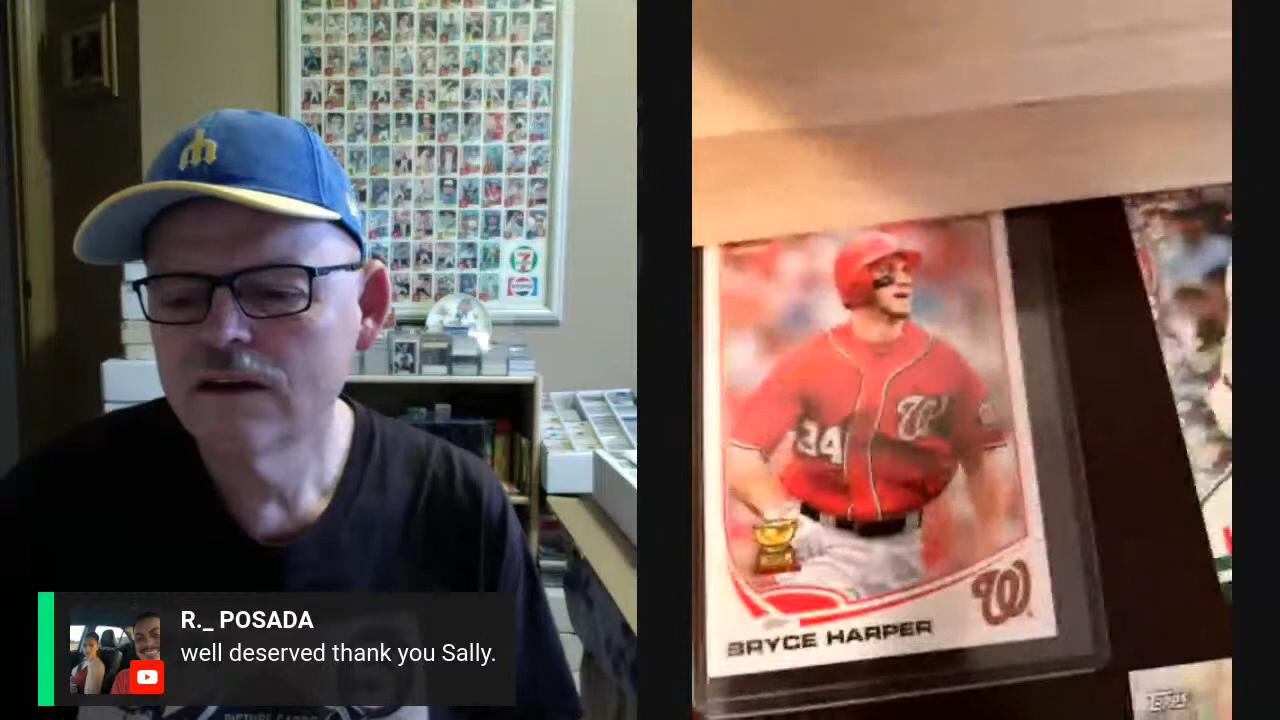 R._ POSADA
well deserved thank you Sally.
34
W
W
BRYCE HARPER
TOPPS
7
PEPSI